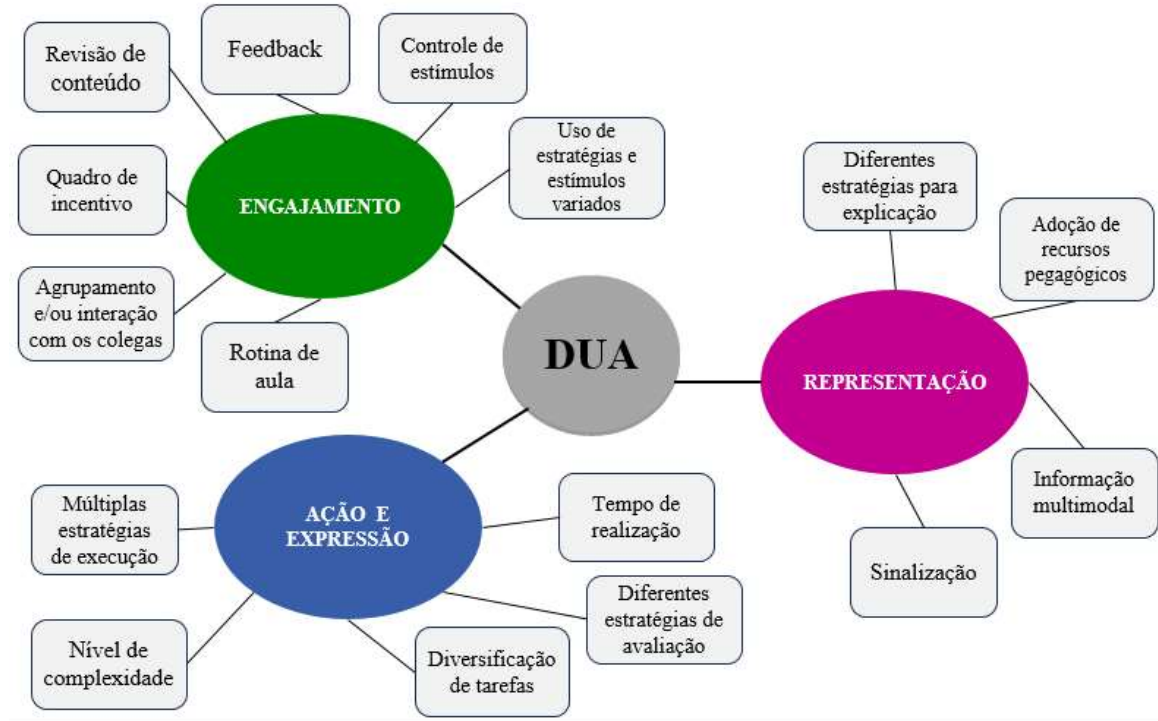 Revisão de
conteúdo
Feedback
Controle de
estímulos
Quadro de
incentivo
ENGAJAMENTO
Uso de
estratégias e
estímulos
variados
Agrupamento
e/ou interação
com os colegas
Rotina de
aula
DUA
Diferentes
estratégias para
explicação
Adoção de
recursos
pegagógicos
REPRESENTAÇÃO
Informação
multimodal
Sinalização
Múltiplas
estratégias
de execução
AÇÃO E
EXPRESSÃO
Tempo de
realização
Diferentes
estratégias de
avaliação
Nível de
complexidade
Diversificação
de tarefas